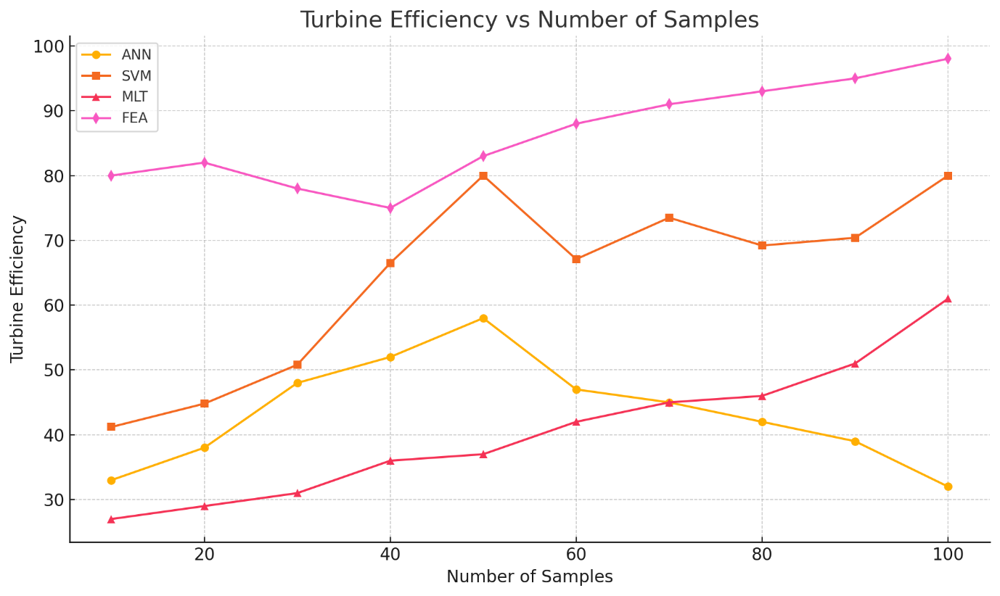 Turbine Efficiency vs Number of Samples
ANN
SVM
MLT
FEA
Turbine Efficiency
100
90
80
70
60
50
40
30
20 40 60 80 100
Number of Samples